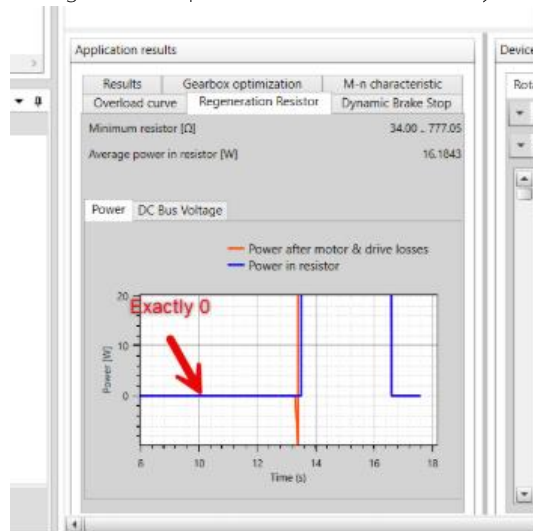 Application results
Device
Results Gearbox optimization M-n characteristic
Overload curve Regeneration Resistor Dynamic Brake Stop
Minimum resistor [Ω] 34.00 .. 777.05
Average power in resistor [W] 16.1843
Power DC Bus Voltage
Power after motor & drive losses
Power in resistor
Exactly 0
Power [W]
20
10
0
8 10 12 14 16 18
Time (s)